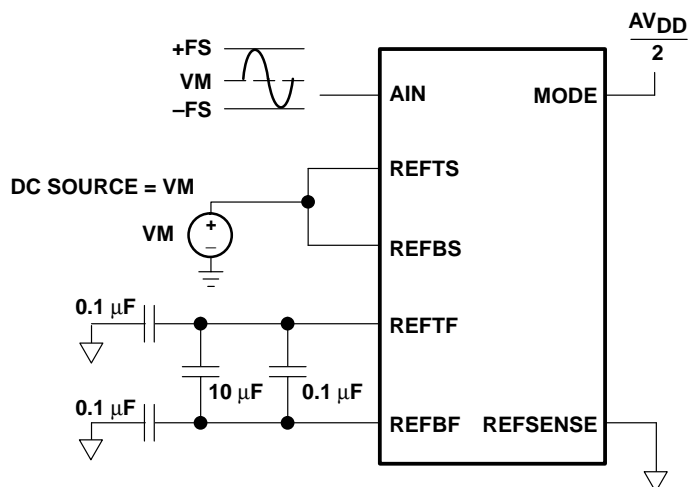 +FS
VM
–FS
AIN
MODE
AVDD
2
REFTS
DC SOURCE = VM
VM
+
–
REFBS
0.1 μF
REFTF
10 μF
0.1 μF
0.1 μF
REFBF
REFSENSE